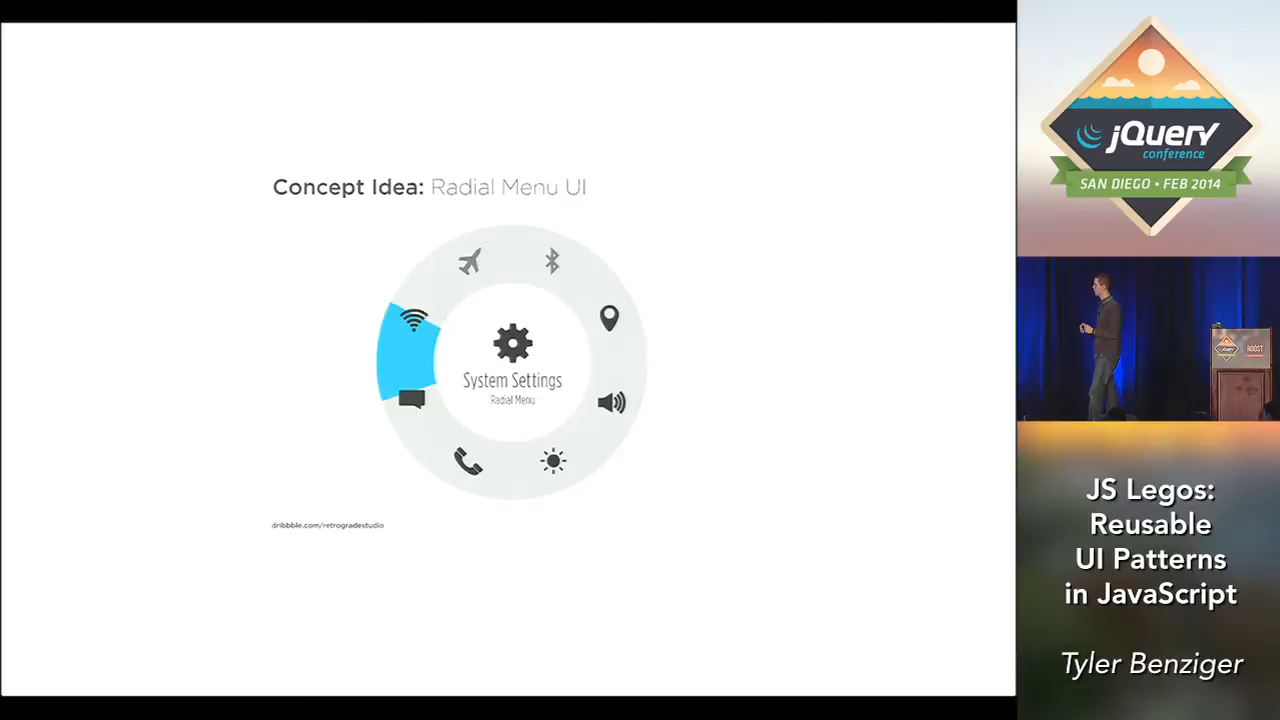 Concept Idea: Radial Menu UI
System Settings
Radial Menu
dribbble.com/retrogradestudio
jQuery
conference
SAN DIEGO • FEB 2014
ROOST
JS Legos:
Reusable
UI Patterns
in JavaScript
Tyler Benziger